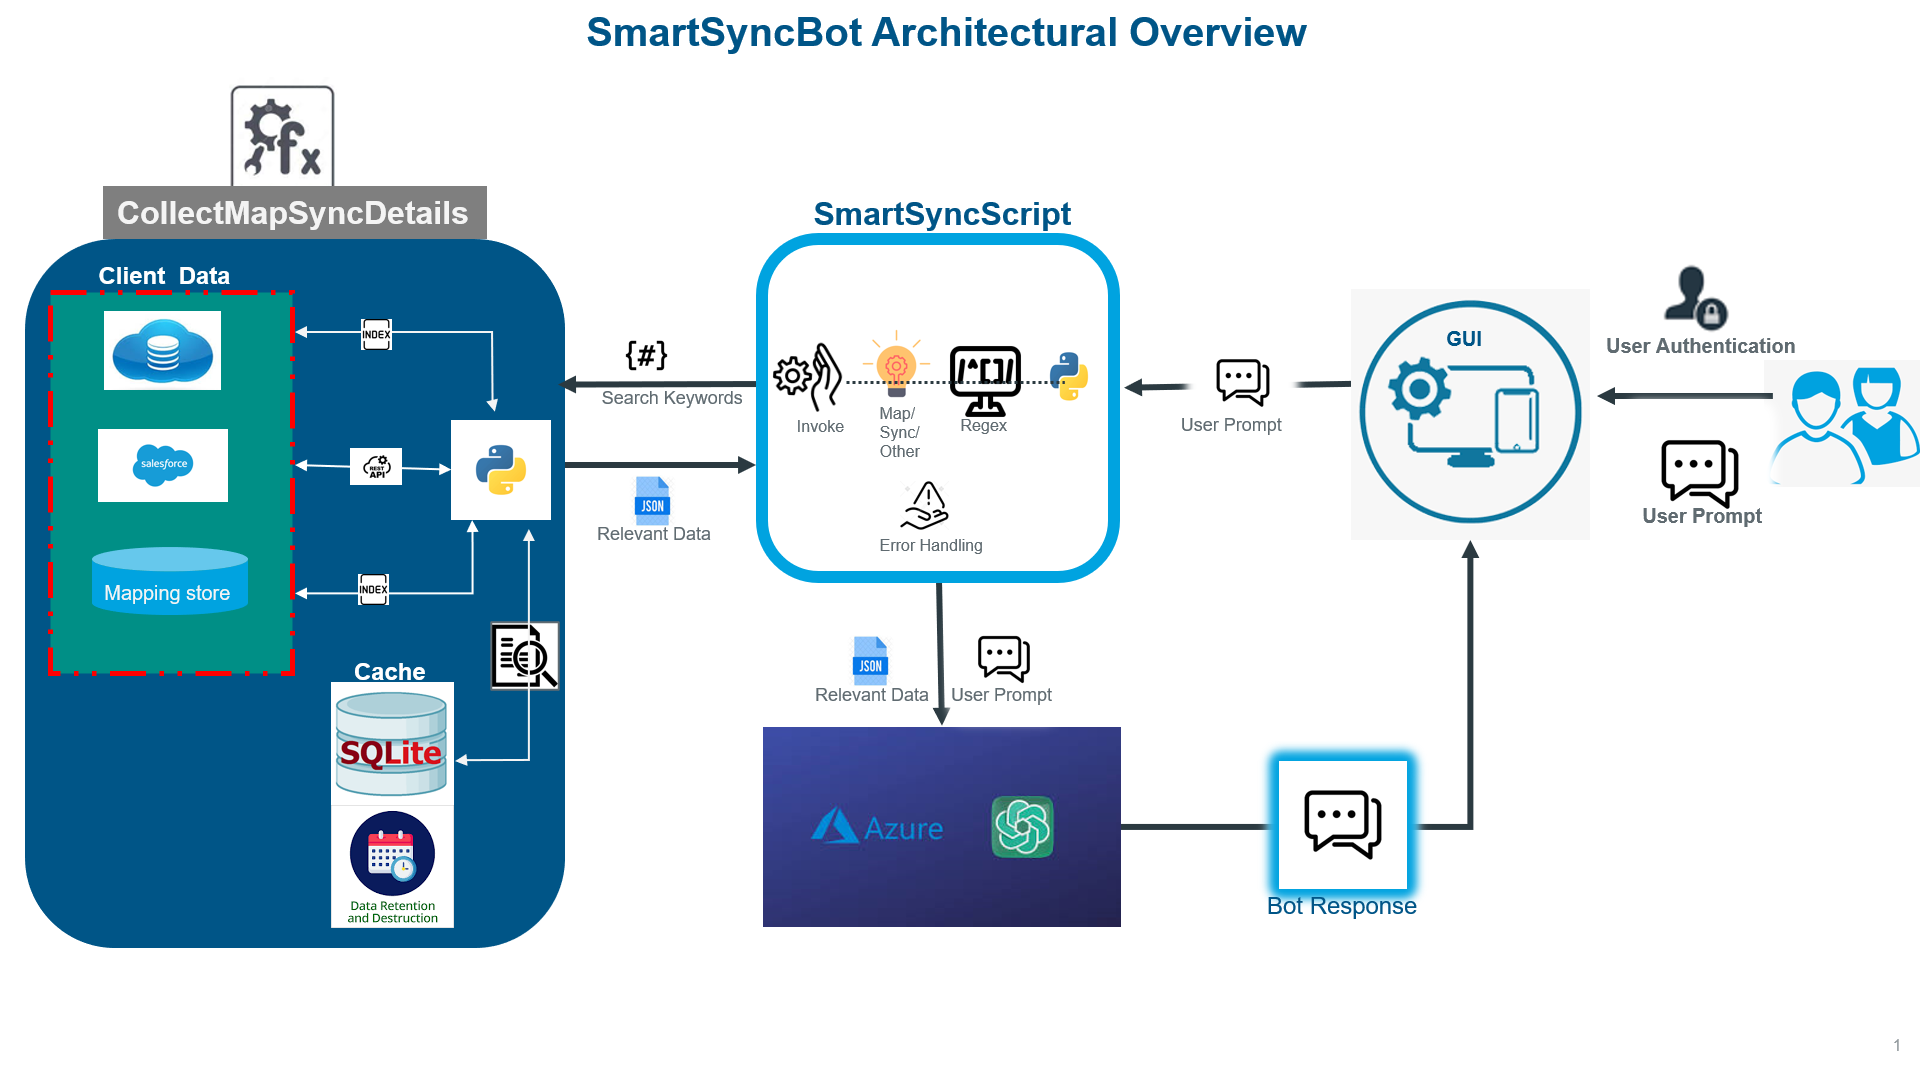 SmartSyncBot Architectural Overview
fx
CollectMapSyncDetails
Client Data
INDEX
salesforce
REST
API
Mapping store
INDEX
Cache
SQLite
Data Retention
and Destruction
{#}
Search Keywords
JSON
Relevant Data
SmartSyncScript
Invoke
Map/
Sync/
Other
/^[]/
Regex
Error Handling
JSON
Relevant Data
User Prompt
Azure
Bot Response
User Prompt
GUI
User Authentication
User Prompt
1